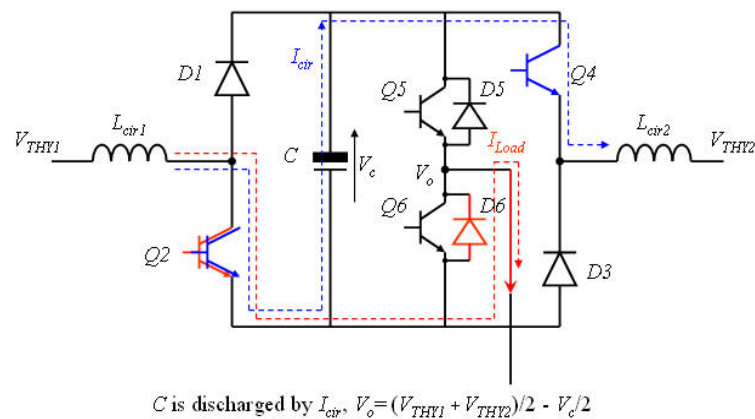 D1
I_cir
Q5
D5
Q4
V_THY1
L_cir1
C
V_c
V_o
I_Load
L_cir2
V_THY2
Q2
Q6
D6
D3
C is discharged by I_cir, V_o=(V_THY1 + V_THY2)/2 - V_c/2